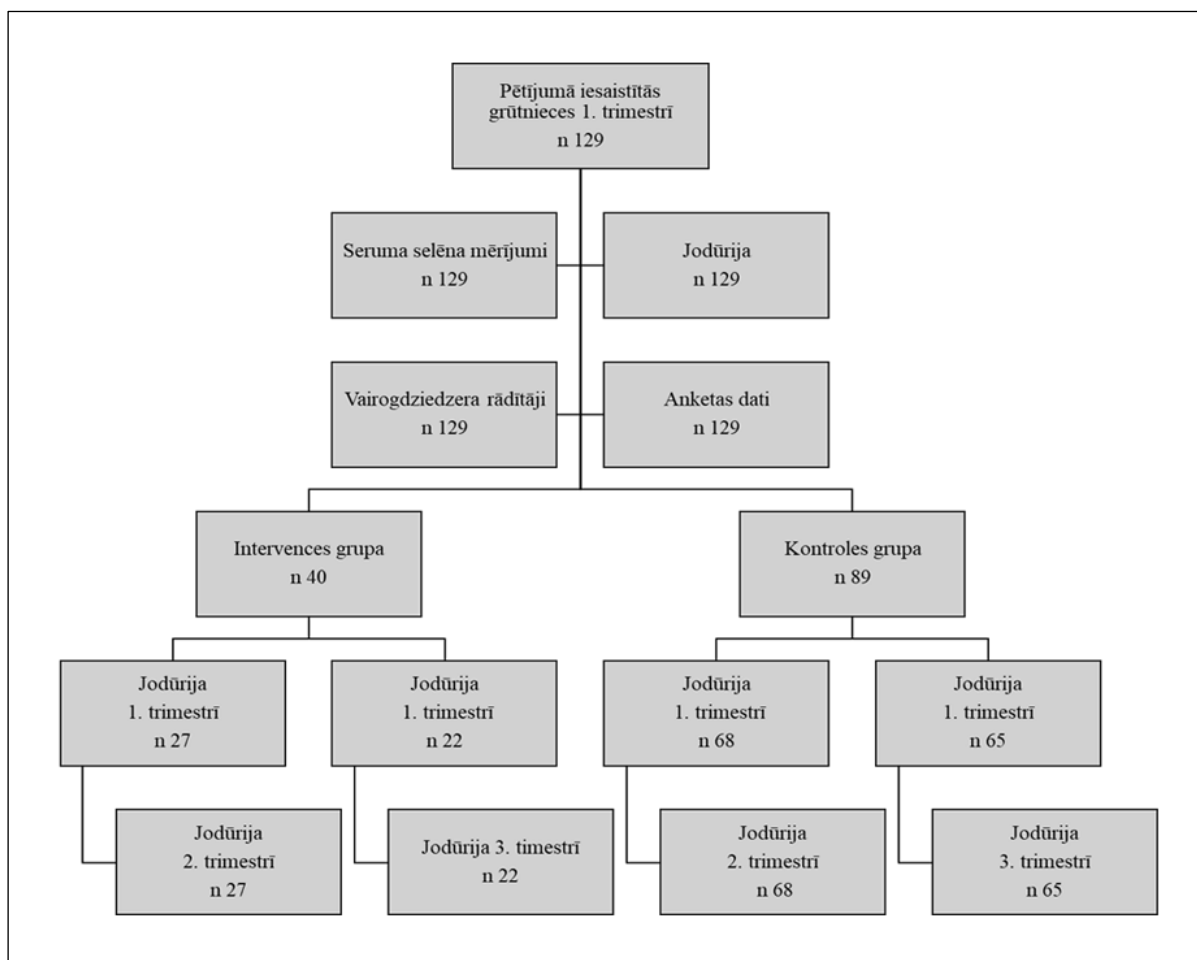 Pētījumā iesaistītās
grūtnieces 1. trimestrī
n 129
Seruma selēna mērījumi
n 129
Jodūrija
n 129
Vairogdziedzera rādītāji
n 129
Anketas dati
n 129
Intervences grupa
n 40
Kontroles grupa
n 89
Jodūrija
1. trimestrī
n 27
Jodūrija
1. trimestrī
n 22
Jodūrija
1. trimestrī
n 68
Jodūrija
1. trimestrī
n 65
Jodūrija
2. trimestrī
n 27
Jodūrija 3. timestrī
n 22
Jodūrija
2. trimestrī
n 68
Jodūrija
3. trimestrī
n 65